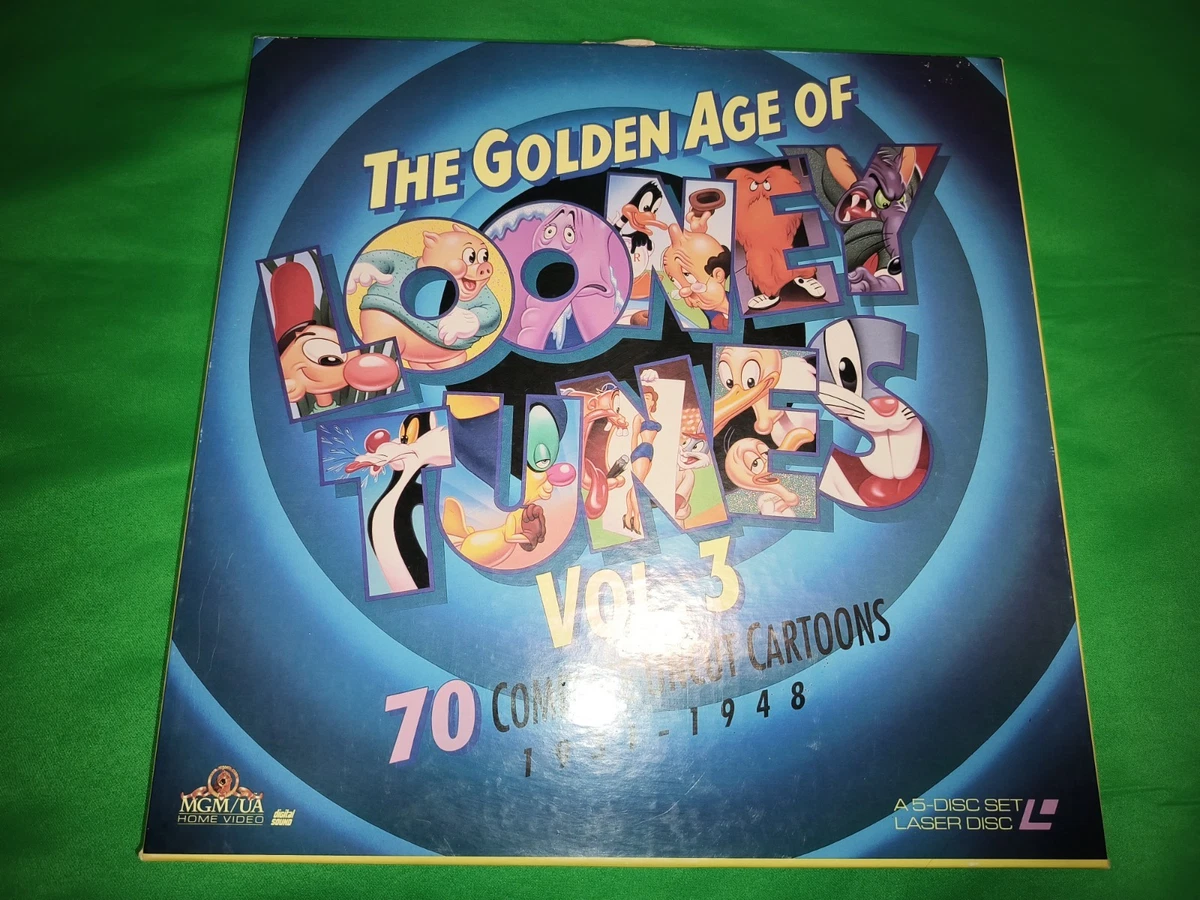 THE GOLDEN AGE OF
LOONEY
TUNES
VOL. 3
70 UNCUT CARTOONS
- 1948
MGM/UA
HOME VIDEO
digital
sound
A 5-DISC SET
LASER DISC